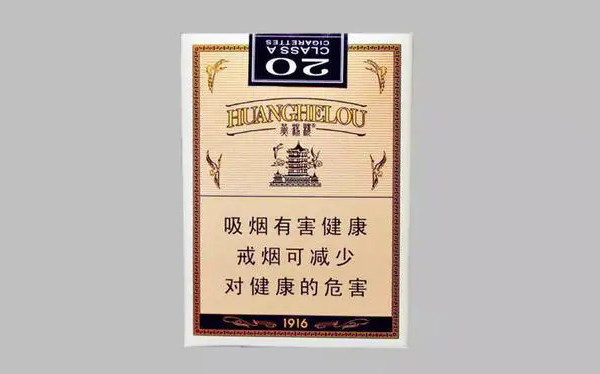 20
CLASS A
CIGARETTES
HUANGHELOU
黄鹤楼®
吸烟有害健康
戒烟可减少
对健康的危害
1916